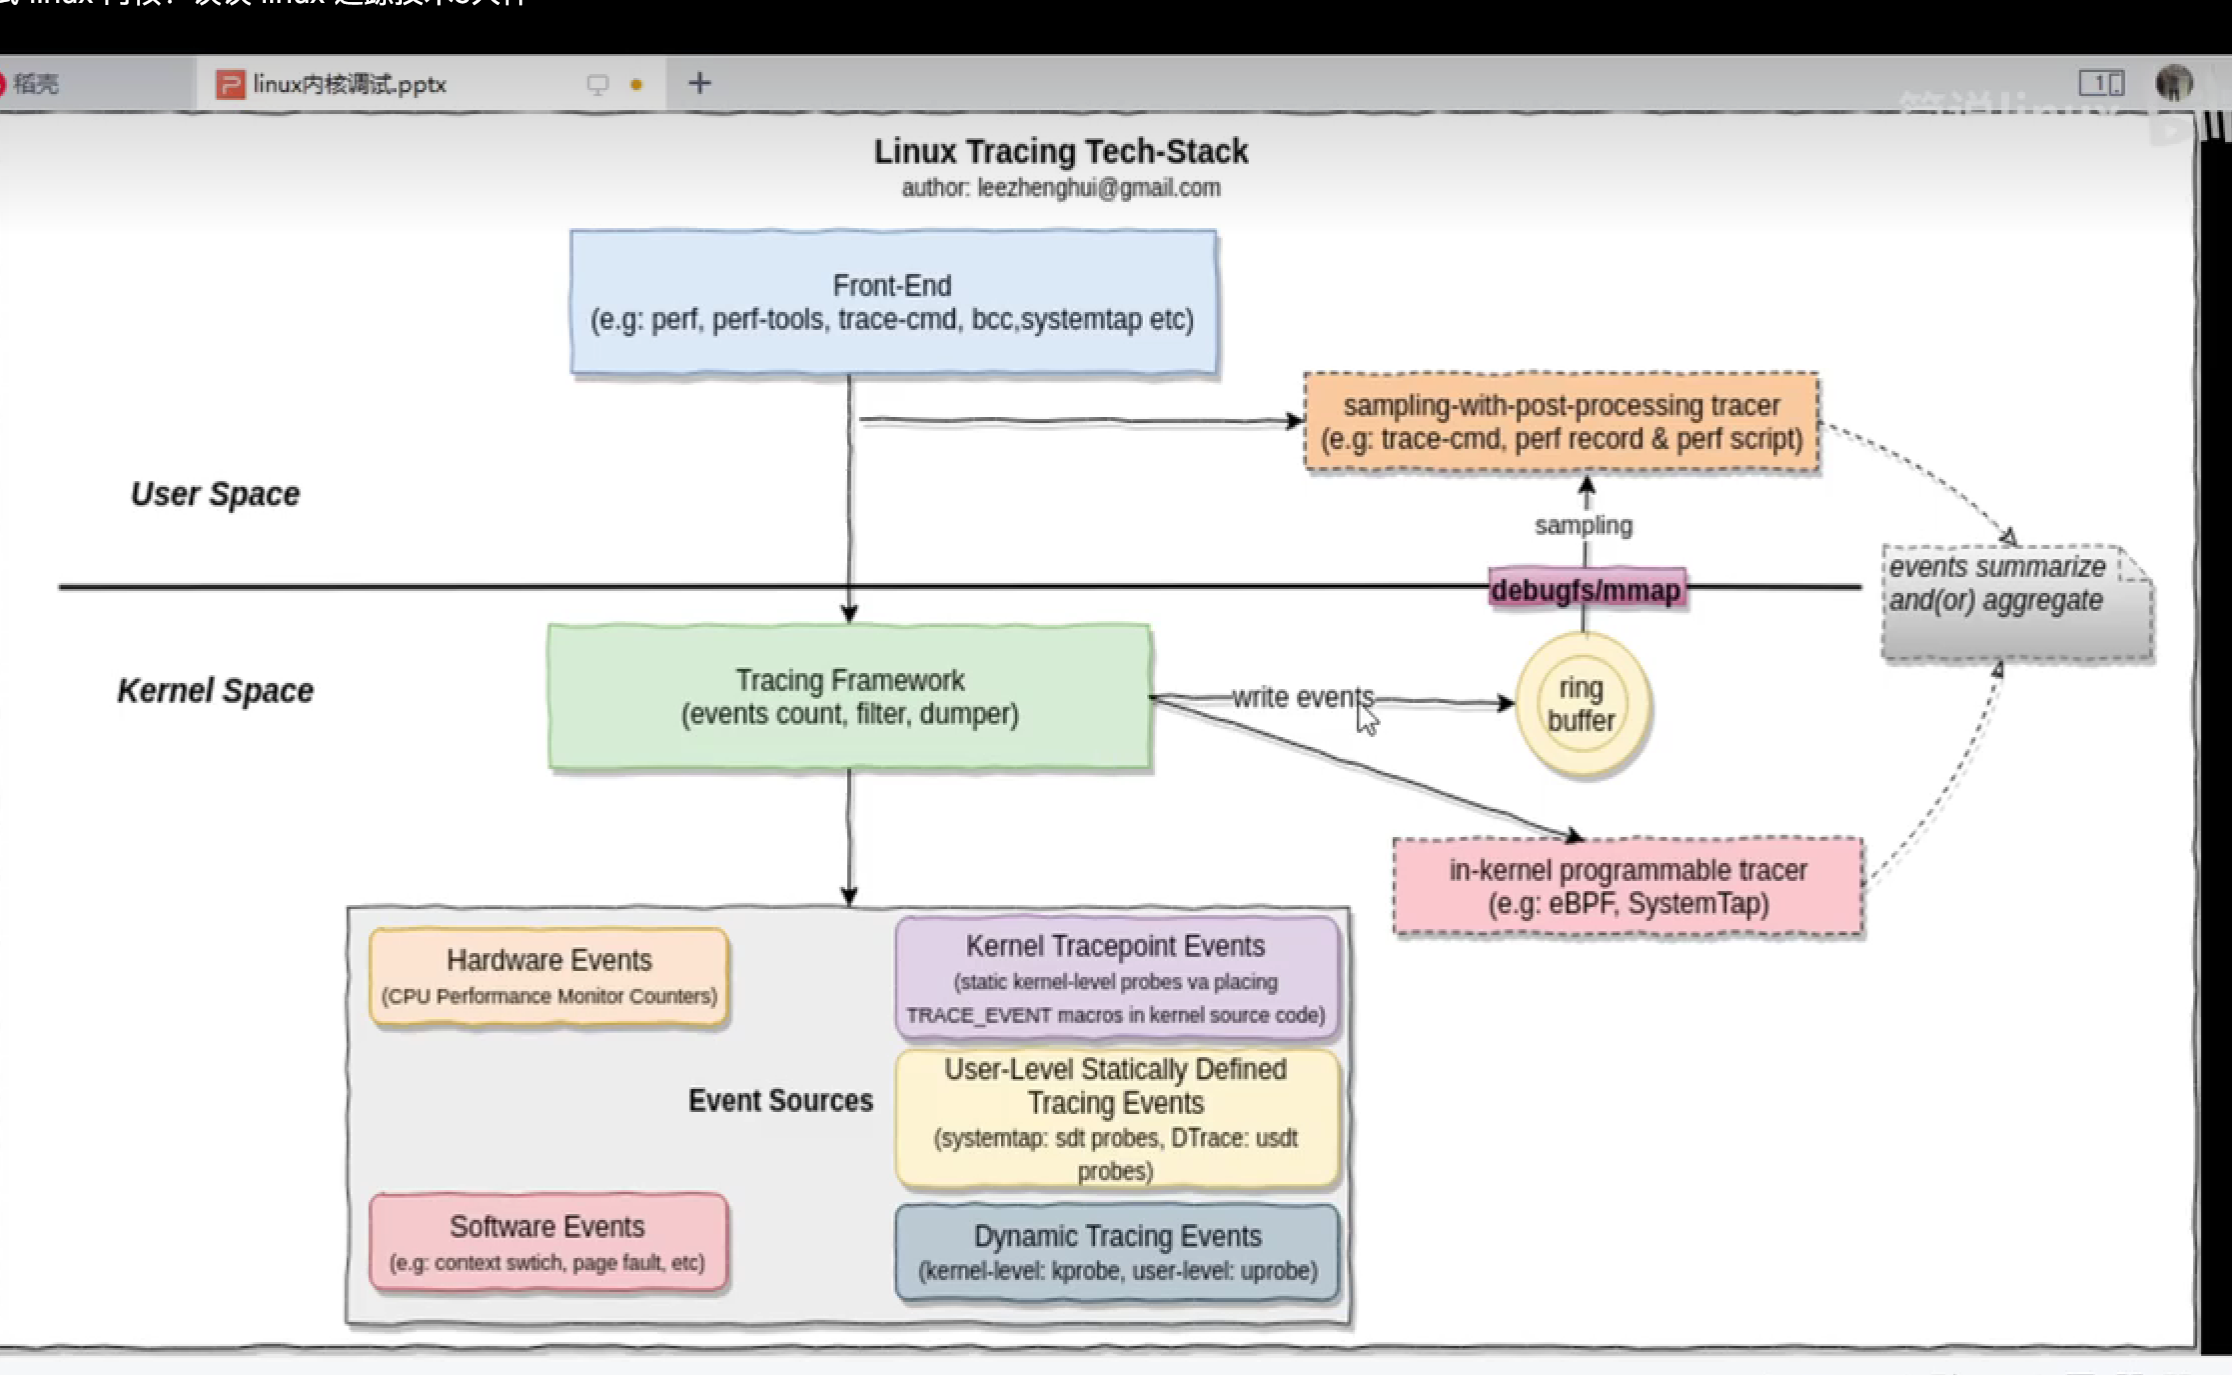 稻壳
linux内核调试.pptx
Linux Tracing Tech-Stack
author: leezhenghui@gmail.com
Front-End
(e.g: perf, perf-tools, trace-cmd, bcc,systemtap etc)
sampling-with-post-processing tracer
(e.g: trace-cmd, perf record & perf script)
User Space
sampling
events summarize
and(or) aggregate
debugfs/mmap
Kernel Space
Tracing Framework
(events count, filter, dumper)
write events
ring
buffer
in-kernel programmable tracer
(e.g: eBPF, SystemTap)
Hardware Events
(CPU Performance Monitor Counters)
Kernel Tracepoint Events
(static kernel-level probes va placing
TRACE_EVENT macros in kernel source code)
Event Sources
User-Level Statically Defined
Tracing Events
(systemtap: sdt probes, DTrace: usdt
probes)
Software Events
(e.g: context swtich, page fault, etc)
Dynamic Tracing Events
(kernel-level: kprobe, user-level: uprobe)